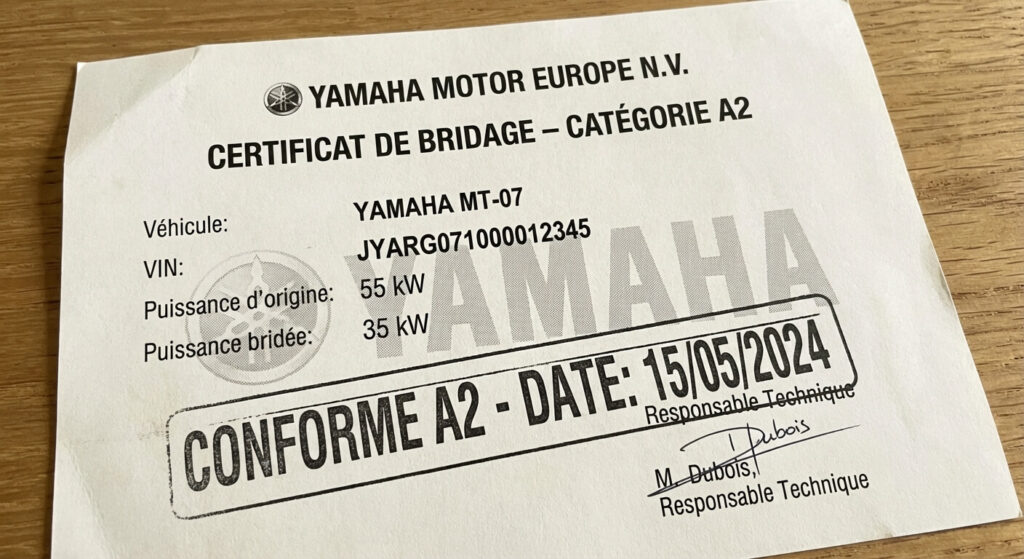 YAMAHA MOTOR EUROPE N.V.
CERTIFICAT DE BRIDAGE – CATÉGORIE A2
Véhicule: YAMAHA MT-07
VIN: JYARG071000012345
Puissance d'origine: 55 kW
Puissance bridée: 35 kW
YAMAHA
CONFORME A2 - DATE: 15/05/2024
Responsable Technique
Dubois
M. Dubois,
Responsable Technique